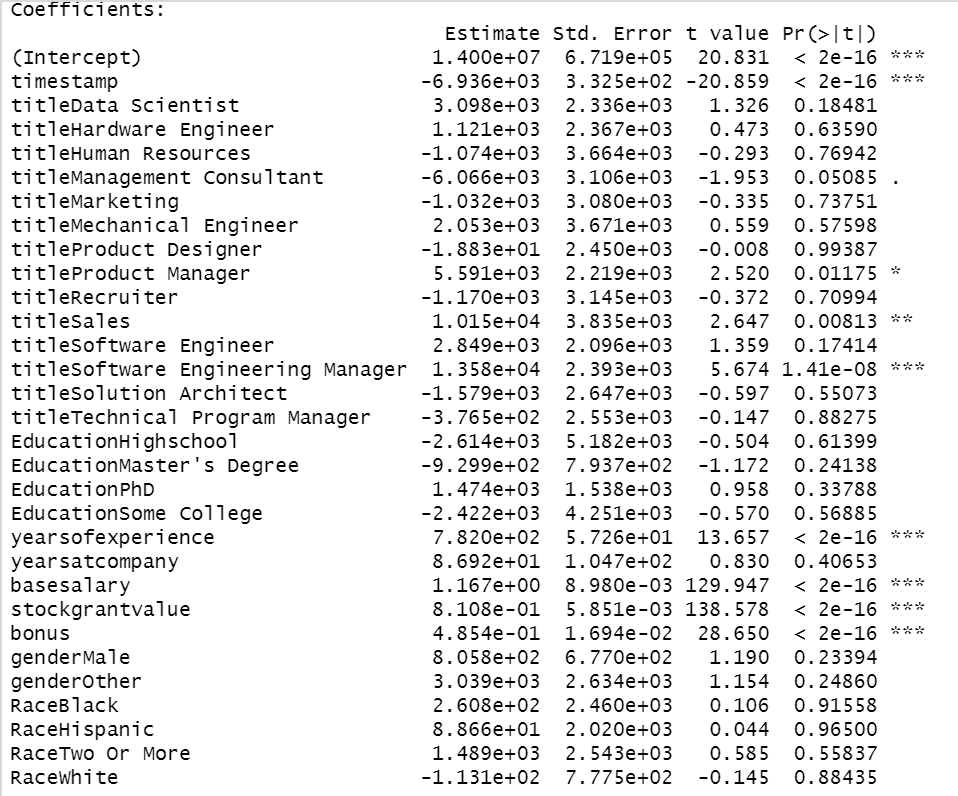 Coefficients:
Estimate Std. Error t value Pr(>|t|)
(Intercept) 1.400e+07 6.719e+05 20.831 < 2e-16 ***
timestamp -6.936e+03 3.325e+02 -20.859 < 2e-16 ***
titleData Scientist 3.098e+03 2.336e+03 1.326 0.18481
titleHardware Engineer 1.121e+03 2.367e+03 0.473 0.63590
titleHuman Resources -1.074e+03 3.664e+03 -0.293 0.76942
titleManagement Consultant -6.066e+03 3.106e+03 -1.953 0.05085 .
titleMarketing -1.032e+03 3.080e+03 -0.335 0.73751
titleMechanical Engineer 2.053e+03 3.671e+03 0.559 0.57598
titleProduct Designer -1.883e+01 2.450e+03 -0.008 0.99387
titleProduct Manager 5.591e+03 2.219e+03 2.520 0.01175 *
titleRecruiter -1.170e+03 3.145e+03 -0.372 0.70994
titleSales 1.015e+04 3.835e+03 2.647 0.00813 **
titleSoftware Engineer 2.849e+03 2.096e+03 1.359 0.17414
titleSoftware Engineering Manager 1.358e+04 2.393e+03 5.674 1.41e-08 ***
titleSolution Architect -1.579e+03 2.647e+03 -0.597 0.55073
titleTechnical Program Manager -3.765e+02 2.553e+03 -0.147 0.88275
EducationHighschool -2.614e+03 5.182e+03 -0.504 0.61399
EducationMaster's Degree -9.299e+02 7.937e+02 -1.172 0.24138
EducationPhD 1.474e+03 1.538e+03 0.958 0.33788
EducationSome College -2.422e+03 4.251e+03 -0.570 0.56885
yearsofexperience 7.820e+02 5.726e+01 13.657 < 2e-16 ***
yearsatcompany 8.692e+01 1.047e+02 0.830 0.40653
basesalary 1.167e+00 8.980e-03 129.947 < 2e-16 ***
stockgrantvalue 8.108e-01 5.851e-03 138.578 < 2e-16 ***
bonus 4.854e-01 1.694e-02 28.650 < 2e-16 ***
genderMale 8.058e+02 6.770e+02 1.190 0.23394
genderOther 3.039e+03 2.634e+03 1.154 0.24860
RaceBlack 2.608e+02 2.460e+03 0.106 0.91558
RaceHispanic 8.866e+01 2.020e+03 0.044 0.96500
RaceTwo Or More 1.489e+03 2.543e+03 0.585 0.55837
RaceWhite -1.131e+02 7.775e+02 -0.145 0.88435